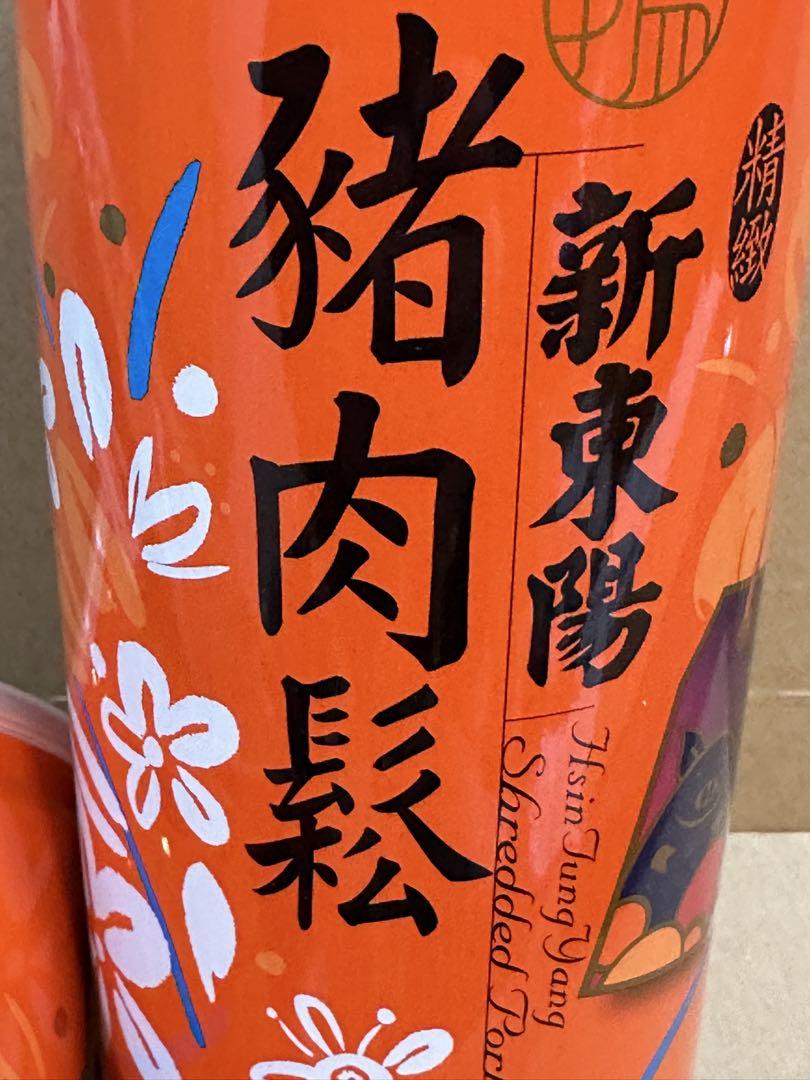 精緻
新東陽
豬肉鬆
Hsin Tung Yang
Shredded Pork